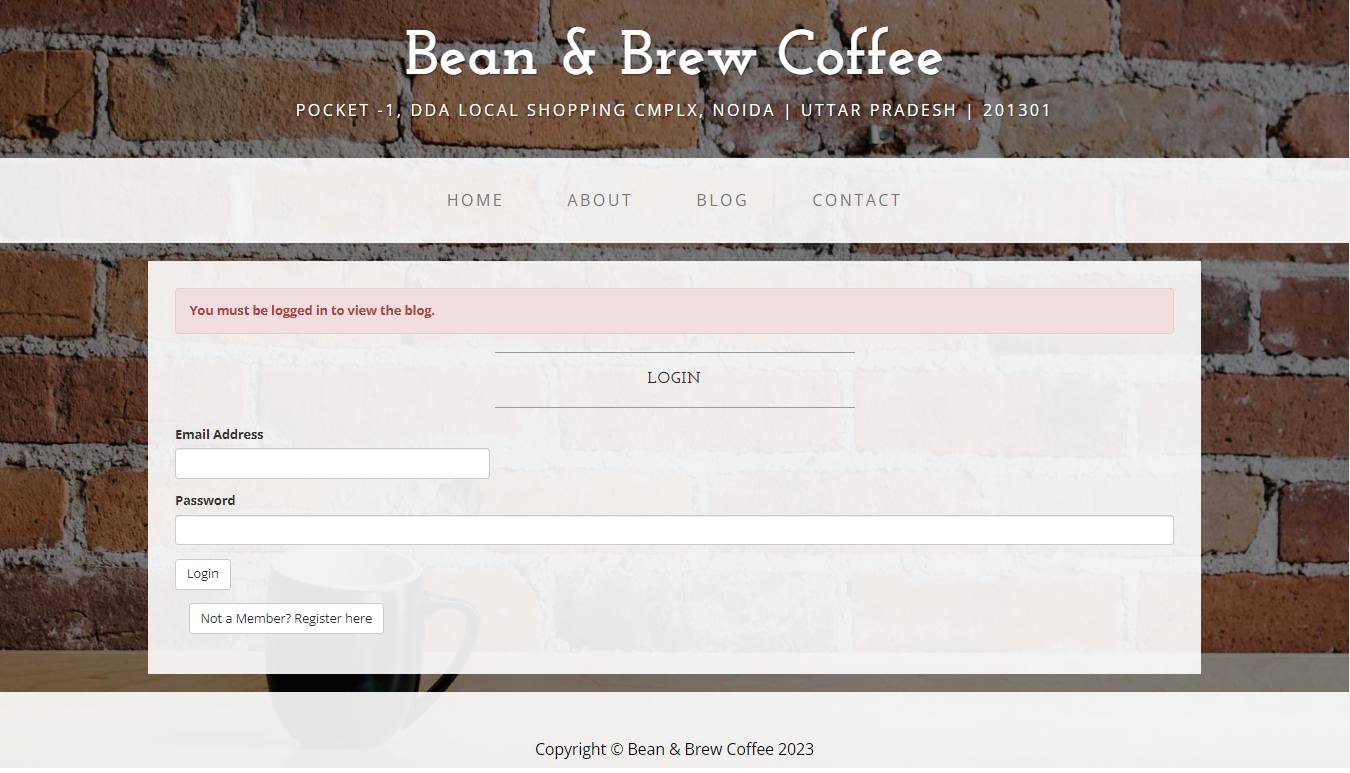 Bean & Brew Coffee
POCKET -1, DDA LOCAL SHOPPING CMPLX, NOIDA | UTTAR PRADESH | 201301
HOME ABOUT BLOG CONTACT
You must be logged in to view the blog.
LOGIN
Email Address
Password
Login
Not a Member? Register here
Copyright © Bean & Brew Coffee 2023